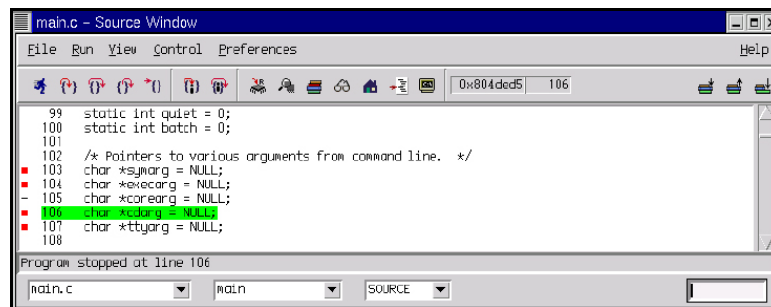 main.c - Source Window
File Run View Control Preferences Help
0x804ded5 106
99 static int quiet = 0;
100 static int batch = 0;
101
102 /* Pointers to various arguments from command line. */
103 char *symarg = NULL;
104 char *execarg = NULL;
105 char *corearg = NULL;
106 char *cdarg = NULL;
107 char *ttyarg = NULL;
108
Program stopped at line 106
main.c main SOURCE